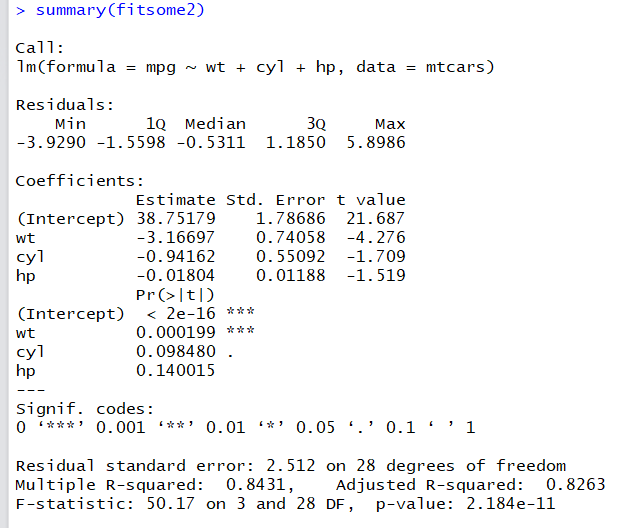 > summary(fitsome2)
Call:
lm(formula = mpg ~ wt + cyl + hp, data = mtcars)
Residuals:
    Min      1Q  Median      3Q     Max
-3.9290 -1.5598 -0.5311  1.1850  5.8986
Coefficients:
            Estimate Std. Error t value
(Intercept) 38.75179    1.78686  21.687
wt          -3.16697    0.74058  -4.276
cyl         -0.94162    0.55092  -1.709
hp          -0.01804    0.01188  -1.519
            Pr(>|t|)
(Intercept)  < 2e-16 ***
wt          0.000199 ***
cyl         0.098480 .
hp          0.140015
---
Signif. codes:
0 ‘***’ 0.001 ‘**’ 0.01 ‘*’ 0.05 ‘.’ 0.1 ‘ ’ 1
Residual standard error: 2.512 on 28 degrees of freedom
Multiple R-squared:  0.8431,    Adjusted R-squared:  0.8263
F-statistic: 50.17 on 3 and 28 DF,  p-value: 2.184e-11